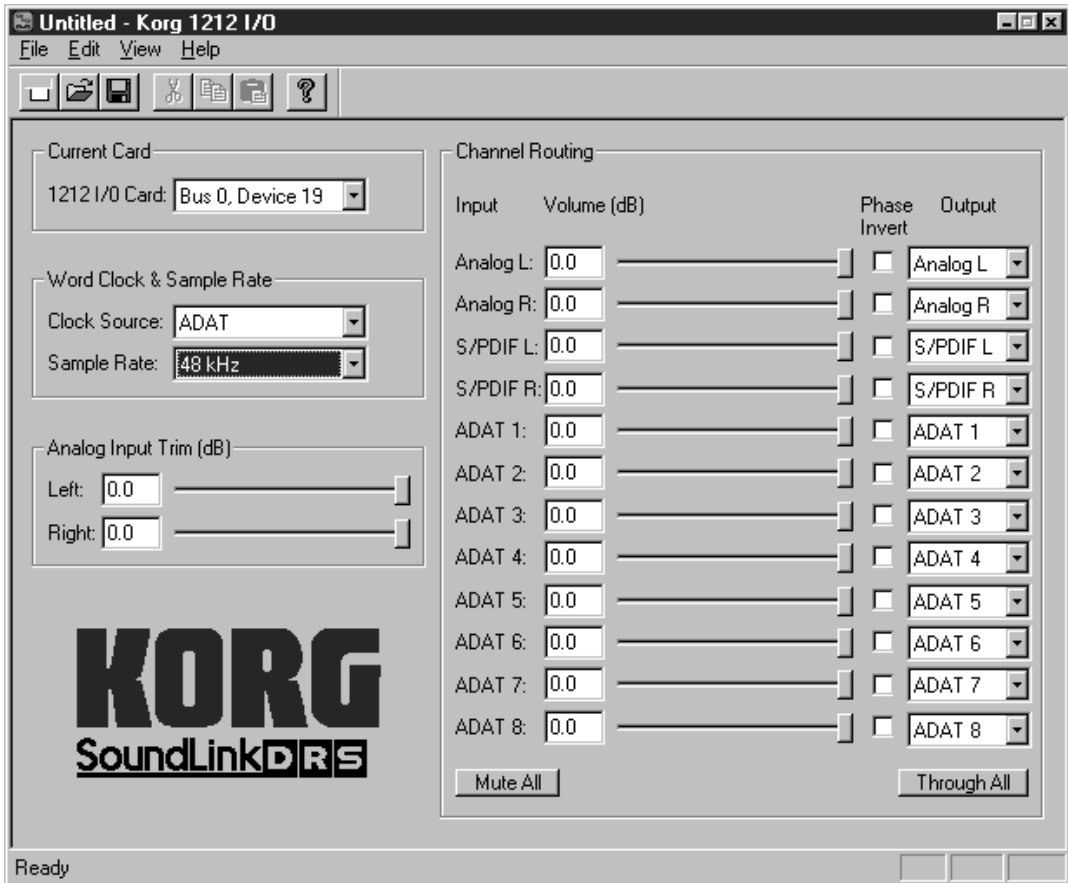 Untitled - Korg 1212 I/O
File Edit View Help
Current Card
1212 I/O Card: Bus 0, Device 19
Word Clock & Sample Rate
Clock Source: ADAT
Sample Rate: 48 kHz
Analog Input Trim (dB)
Left: 0.0
Right: 0.0
KORG
SoundLink DRS
Channel Routing
Input Volume (dB) Phase Invert Output
Analog L: 0.0 Analog L
Analog R: 0.0 Analog R
S/PDIF L: 0.0 S/PDIF L
S/PDIF R: 0.0 S/PDIF R
ADAT 1: 0.0 ADAT 1
ADAT 2: 0.0 ADAT 2
ADAT 3: 0.0 ADAT 3
ADAT 4: 0.0 ADAT 4
ADAT 5: 0.0 ADAT 5
ADAT 6: 0.0 ADAT 6
ADAT 7: 0.0 ADAT 7
ADAT 8: 0.0 ADAT 8
Mute All Through All
Ready